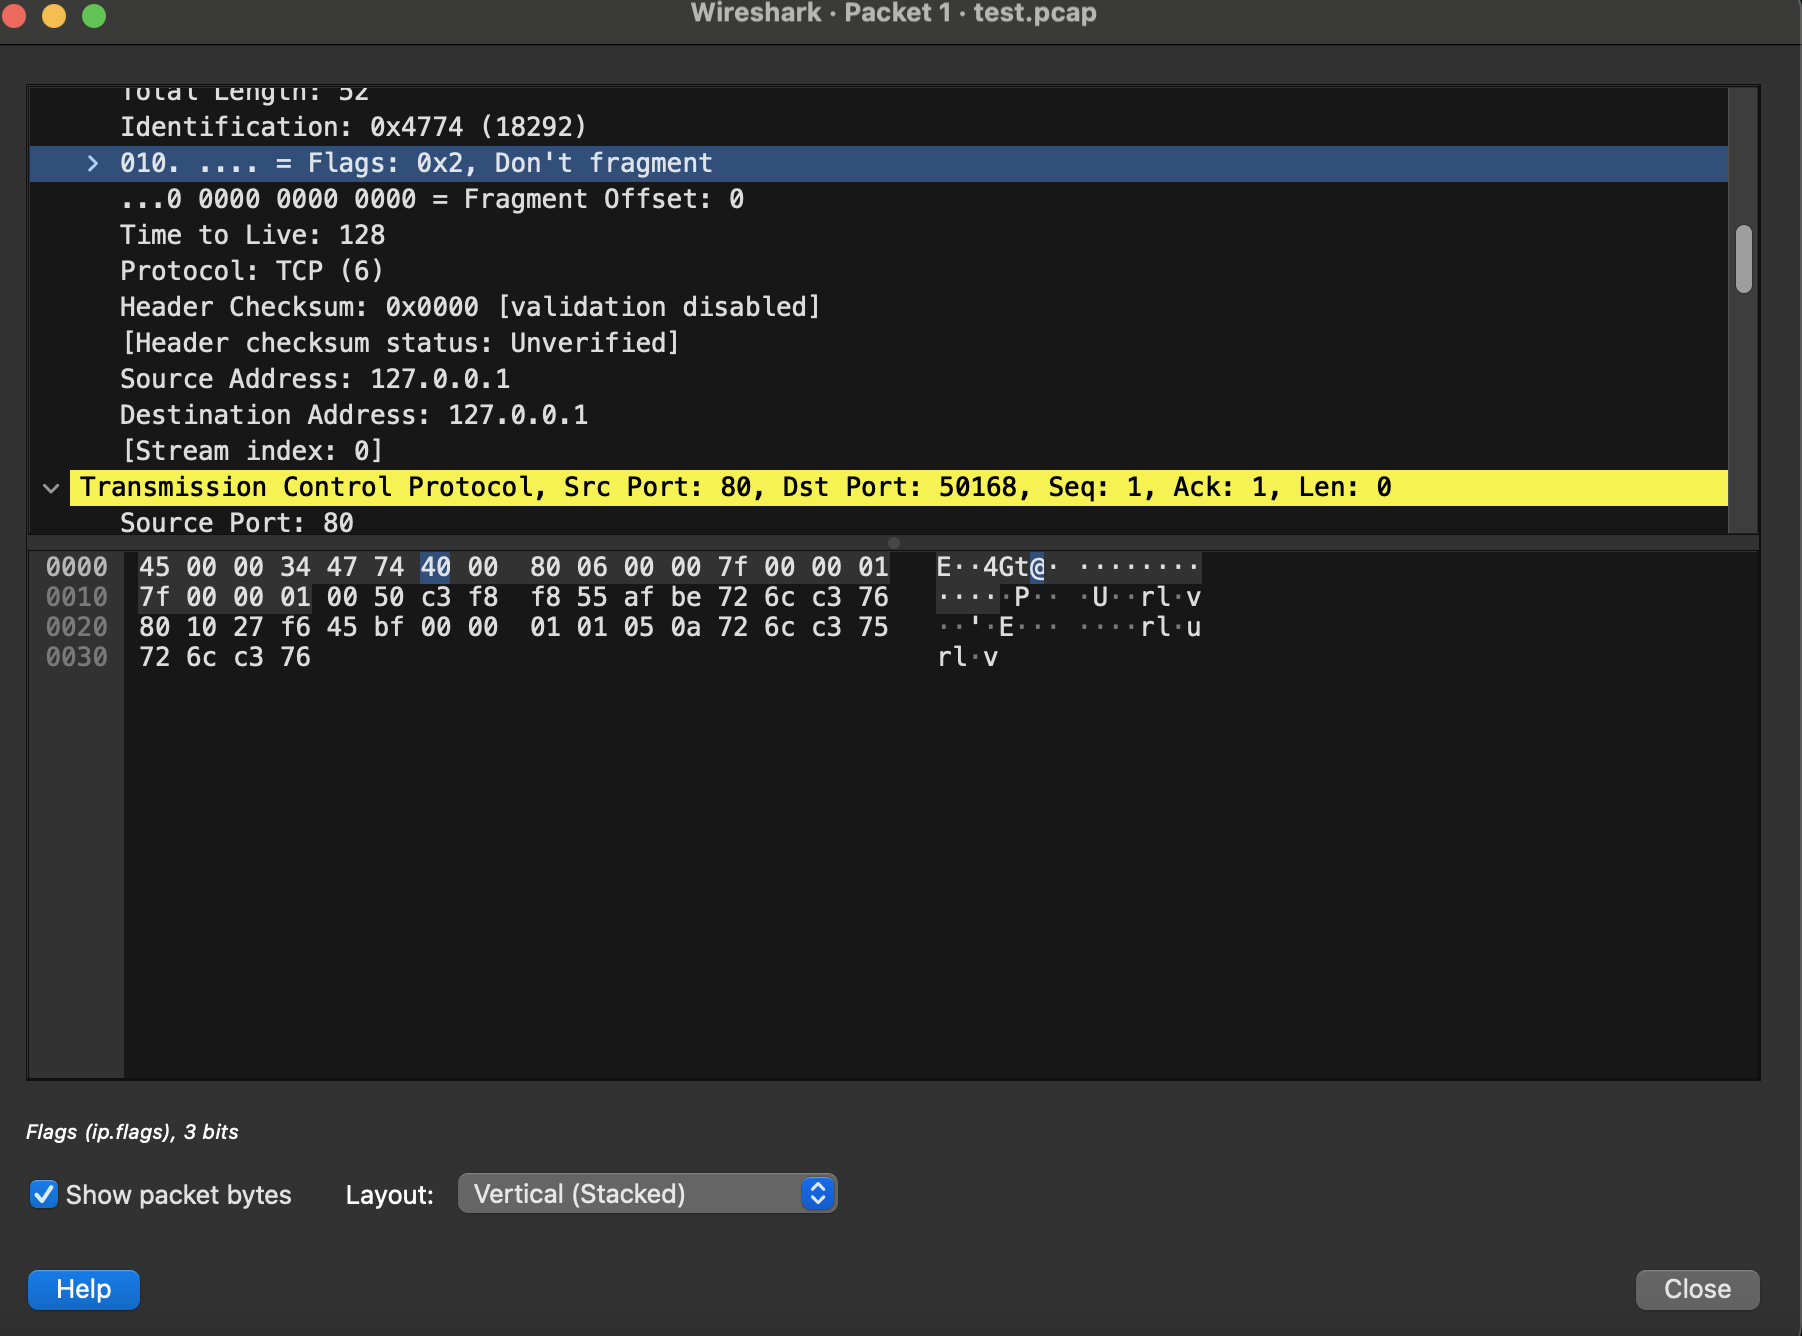 Wireshark · Packet 1 · test.pcap
Total Length: 52
Identification: 0x4774 (18292)
010. .... = Flags: 0x2, Don't fragment
...0 0000 0000 0000 = Fragment Offset: 0
Time to Live: 128
Protocol: TCP (6)
Header Checksum: 0x0000 [validation disabled]
[Header checksum status: Unverified]
Source Address: 127.0.0.1
Destination Address: 127.0.0.1
[Stream index: 0]
Transmission Control Protocol, Src Port: 80, Dst Port: 50168, Seq: 1, Ack: 1, Len: 0
Source Port: 80
0000 45 00 00 34 47 74 40 00 80 06 00 00 7f 00 00 01 E··4Gt@· ········
0010 7f 00 00 01 00 50 c3 f8 f8 55 af be 72 6c c3 76 ·····P·· ·U··rl·v
0020 80 10 27 f6 45 bf 00 00 01 01 05 0a 72 6c c3 75 ··'·E··· ····rl·u
0030 72 6c c3 76 rl·v
Flags (ip.flags), 3 bits
Show packet bytes Layout: Vertical (Stacked)
Help Close